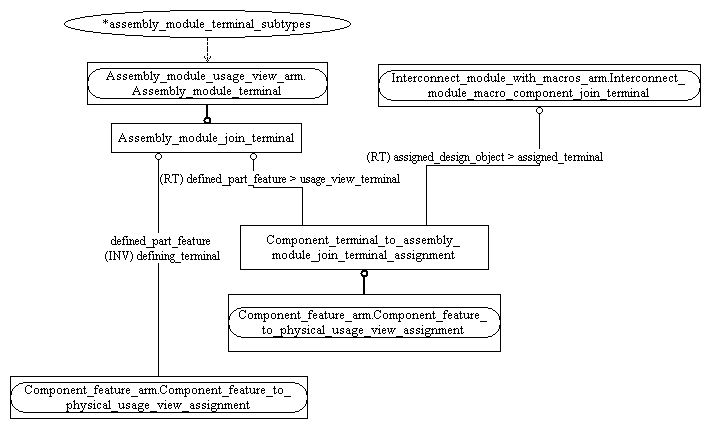 *assembly_module_terminal_subtypes
Assembly_module_usage_view_arm.
Assembly_module_terminal
Interconnect_module_with_macros_arm.Interconnect_
module_macro_component_join_terminal
Assembly_module_join_terminal
(RT) assigned_design_object > assigned_terminal
(RT) defined_part_feature > usage_view_terminal
defined_part_feature
(INV) defining_terminal
Component_terminal_to_assembly_
module_join_terminal_assignment
Component_feature_arm.Component_feature_
to_physical_usage_view_assignment
Component_feature_arm.Component_feature_to_
physical_usage_view_assignment